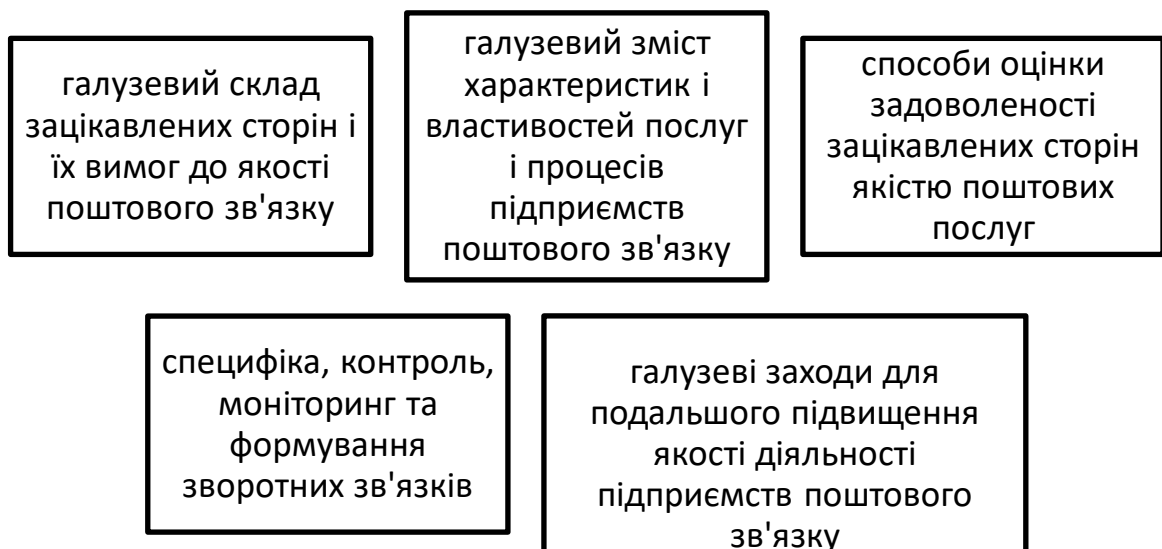 галузевий склад
зацікавлених сторін і
їх вимог до якості
поштового зв'язку
галузевий зміст
характеристик і
властивостей послуг
і процесів
підприємств
поштового зв'язку
способи оцінки
задоволеності
зацікавлених сторін
якістю поштових
послуг
специфіка, контроль,
моніторинг та
формування
зворотних зв'язків
галузеві заходи для
подальшого підвищення
якості діяльності
підприємств поштового
зв'язку